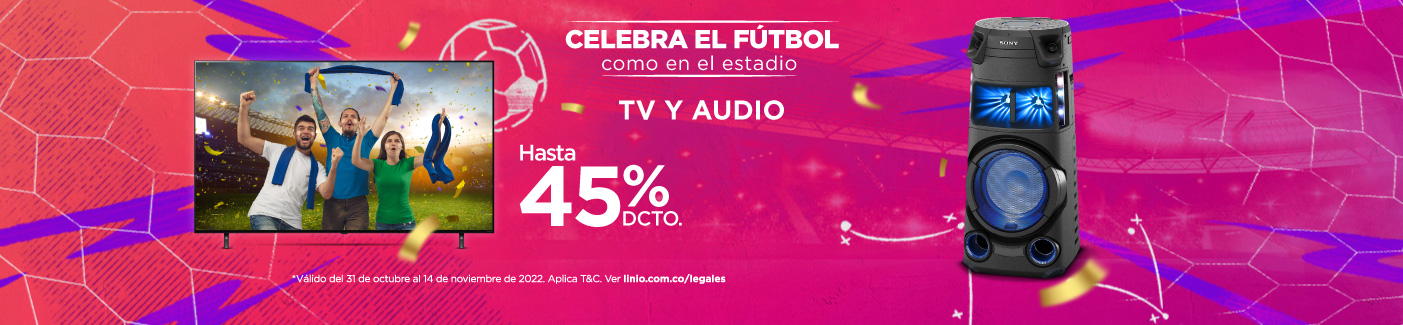 CELEBRA EL FÚTBOL
como en el estadio
TV Y AUDIO
Hasta
45%
DCTO.
*Válido del 31 de octubre al 14 de noviembre de 2022. Aplica T&C. Ver linio.com.co/legales
SONY